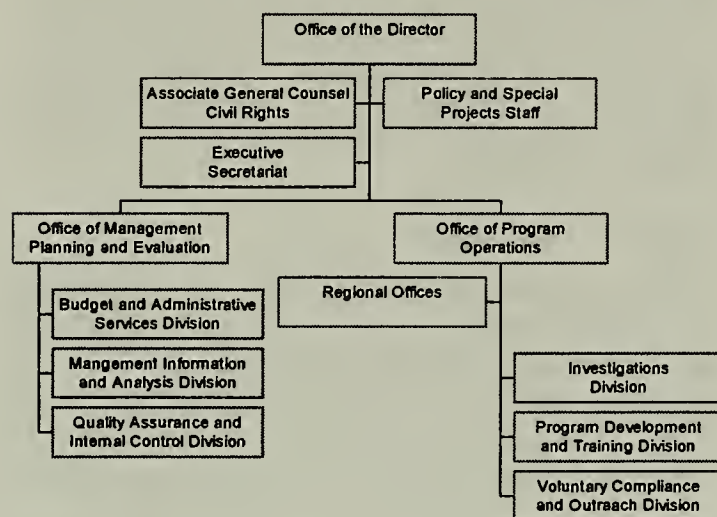 Office of the Director
Associate General Counsel
Civil Rights
Policy and Special
Projects Staff
Executive
Secretariat
Office of Management
Planning and Evaluation
Office of Program
Operations
Regional Offices
Budget and Administrative
Services Division
Mangement Information
and Analysis Division
Quality Assurance and
Internal Control Division
Investigations
Division
Program Development
and Training Division
Voluntary Compliance
and Outraach Division